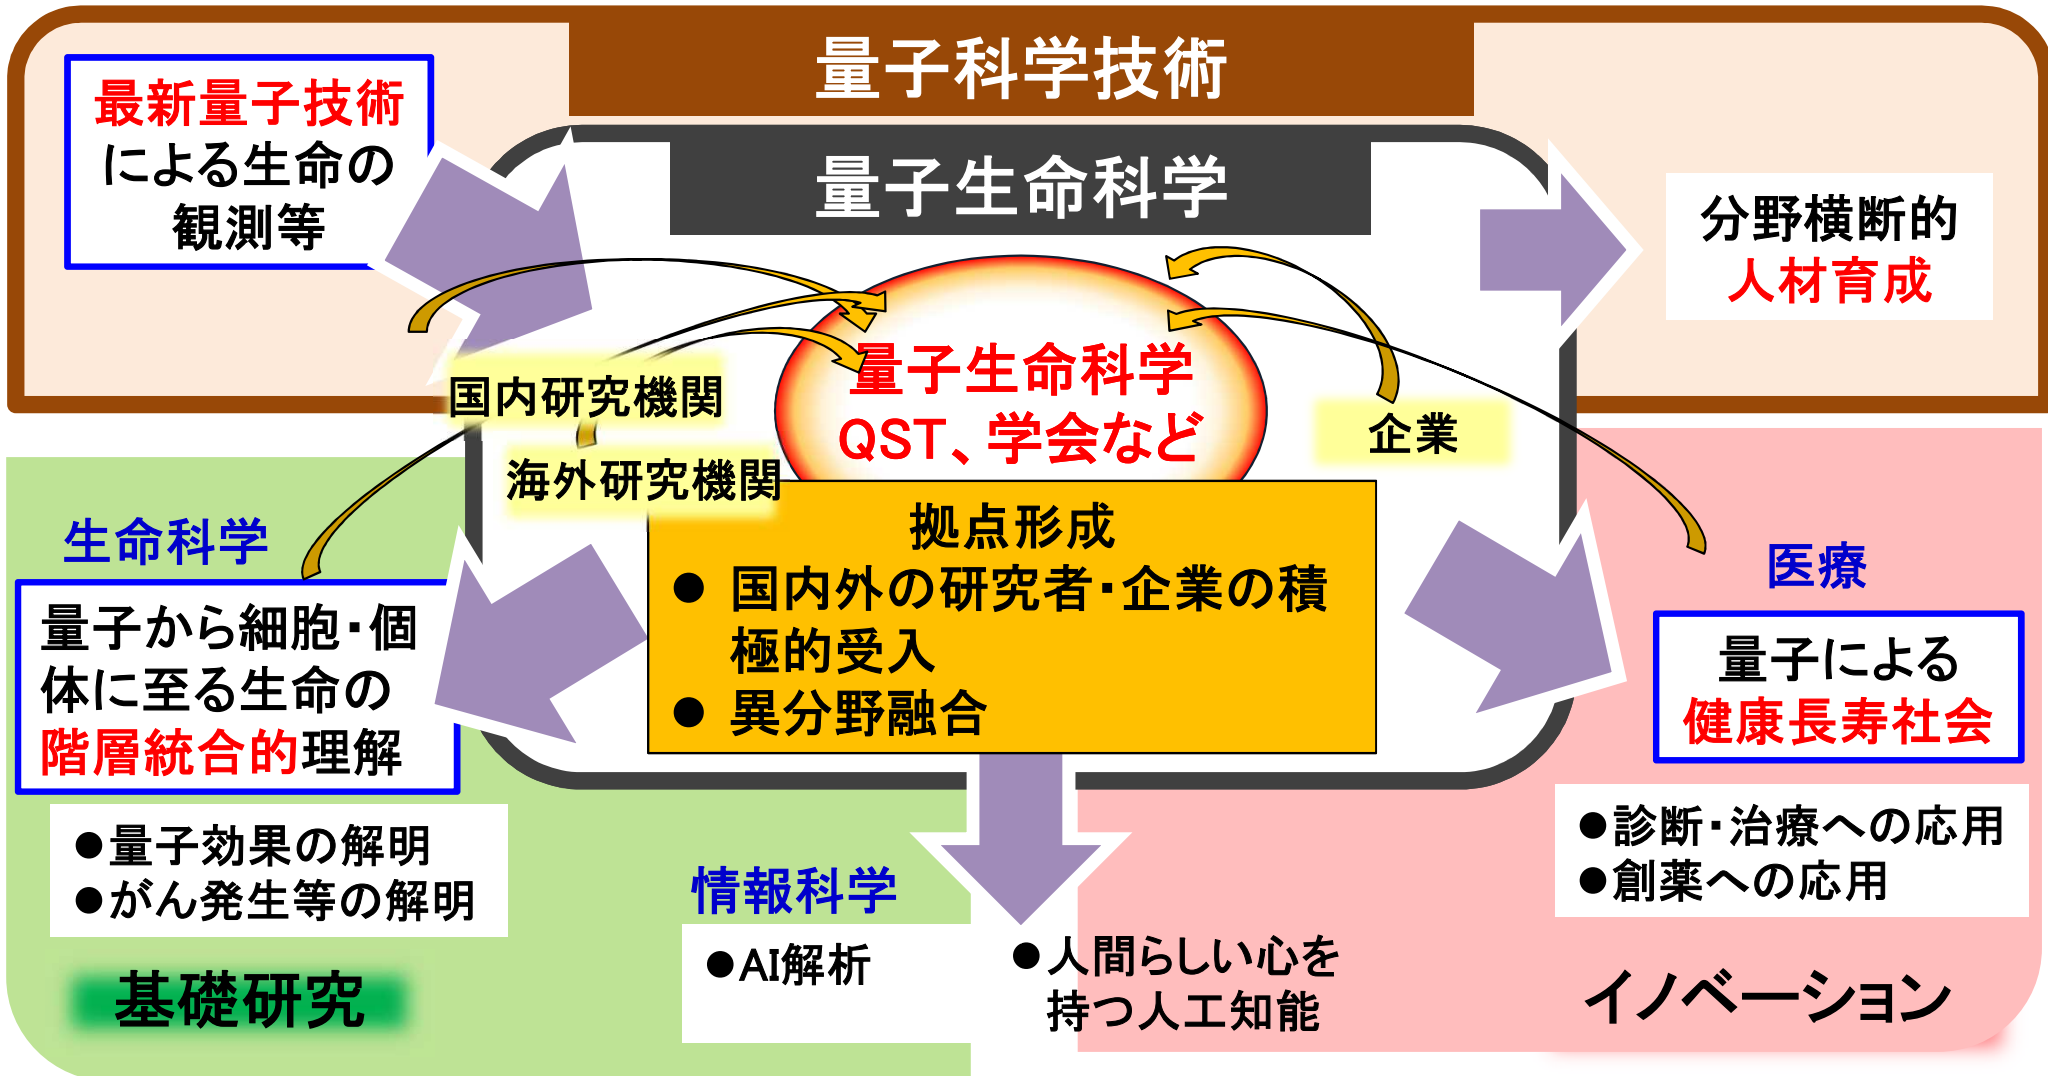 量子科学技術
最新量子技術
による生命の
観測等
量子生命科学
分野横断的
人材育成
量子生命科学
QST、学会など
国内研究機関
海外研究機関
企業
拠点形成
● 国内外の研究者・企業の積
極的受入
● 異分野融合
生命科学
量子から細胞・個
体に至る生命の
階層統合的理解
●量子効果の解明
●がん発生等の解明
基礎研究
情報科学
●AI解析
●人間らしい心を
持つ人工知能
医療
量子による
健康長寿社会
●診断・治療への応用
●創薬への応用
イノベーション